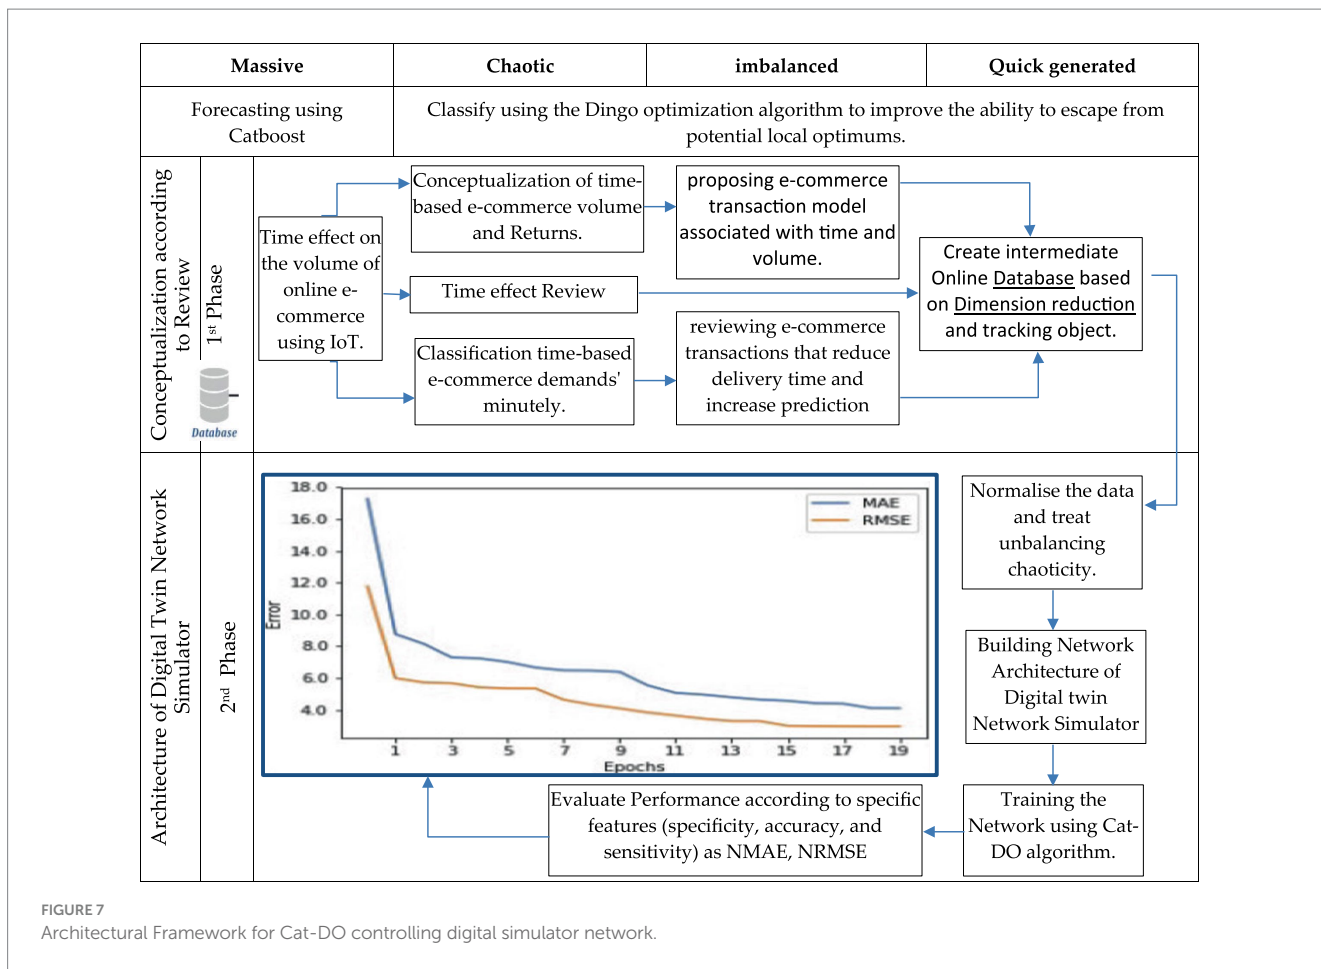 Massive
Chaotic
imbalanced
Quick generated
Forecasting using
Catboost
Classify using the Dingo optimization algorithm to improve the ability to escape from
potential local optimums.
Conceptualization according
to Review
1st Phase
Database
Time effect on
the volume of
online e-
commerce
using IoT.
Conceptualization of time-
based e-commerce volume
and Returns.
Time effect Review
Classification time-based
e-commerce demands'
minutely.
proposing e-commerce
transaction model
associated with time and
volume.
reviewing e-commerce
transactions that reduce
delivery time and
increase prediction
Create intermediate
Online Database based
on Dimension reduction
and tracking object.
Architecture of Digital Twin Network
Simulator
2nd Phase
18.0
16.0
14.0
12.0
10.0
8.0
6.0
4.0
Error
MAE
RMSE
1 3 5 7 9 11 13 15 17 19
Epochs
Normalise the data
and treat
unbalancing
chaoticity.
Building Network
Architecture of
Digital twin
Network Simulator
Training the
Network using Cat-
DO algorithm.
Evaluate Performance according to specific
features (specificity, accuracy, and
sensitivity) as NMAE, NRMSE
FIGURE 7
Architectural Framework for Cat-DO controlling digital simulator network.